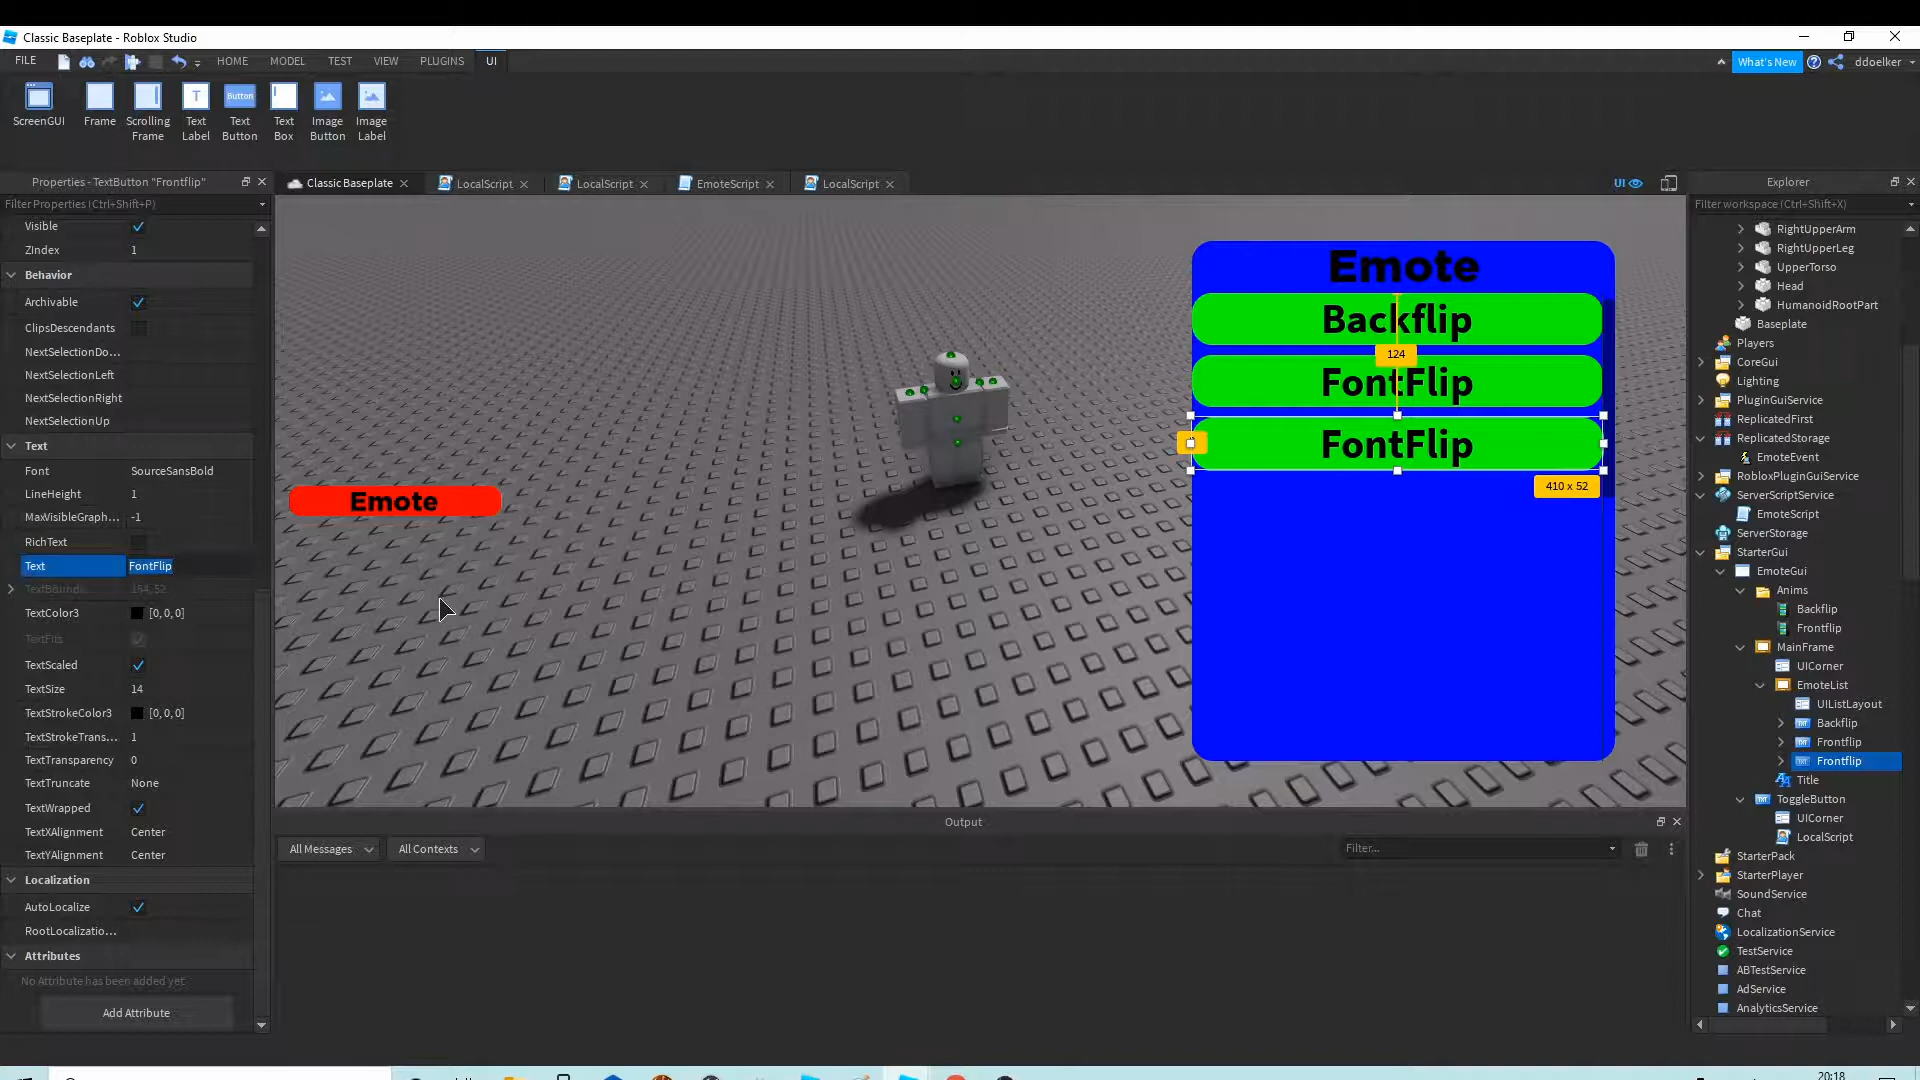 Classic Baseplate - Roblox Studio
FILE HOME MODEL TEST VIEW PLUGINS UI What's New ddoelker
ScreenGUI Frame Scrolling Frame Text Label Text Button Text Box Image Button Image Label
Button
T
Properties - TextButton "Frontflip"
Classic Baseplate LocalScript LocalScript EmoteScript LocalScript UI
Explorer
Filter Properties (Ctrl+Shift+P)
Filter workspace (Ctrl+Shift+X)
Visible
ZIndex 1
Behavior
Archivable
ClipsDescendants
NextSelectionDo...
NextSelectionLeft
NextSelectionRight
NextSelectionUp
Text
Font SourceSansBold
LineHeight 1
MaxVisibleGraph... -1
RichText
Text FontFlip
TextBounds 154, 52
TextColor3 [0, 0, 0]
TextFits
TextScaled
TextSize 14
TextStrokeColor3 [0, 0, 0]
TextStrokeTrans... 1
TextTransparency 0
TextTruncate None
TextWrapped
TextXAlignment Center
TextYAlignment Center
Localization
AutoLocalize
RootLocalizatio...
Attributes
No Attribute has been added yet
Add Attribute
Emote
Emote
Backflip
124
FontFlip
FontFlip
410 x 52
Output
All Messages All Contexts Filter...
RightUpperArm
RightUpperLeg
UpperTorso
Head
HumanoidRootPart
Baseplate
Players
CoreGui
Lighting
PluginGuiService
ReplicatedFirst
ReplicatedStorage
EmoteEvent
RobloxPluginGuiService
ServerScriptService
EmoteScript
ServerStorage
StarterGui
EmoteGui
Anims
Backflip
Frontflip
MainFrame
UICorner
EmoteList
UIListLayout
Backflip
Frontflip
Frontflip
Title
ToggleButton
UICorner
LocalScript
StarterPack
StarterPlayer
SoundService
Chat
LocalizationService
TestService
ABTestService
AdService
AnalyticsService
20:18